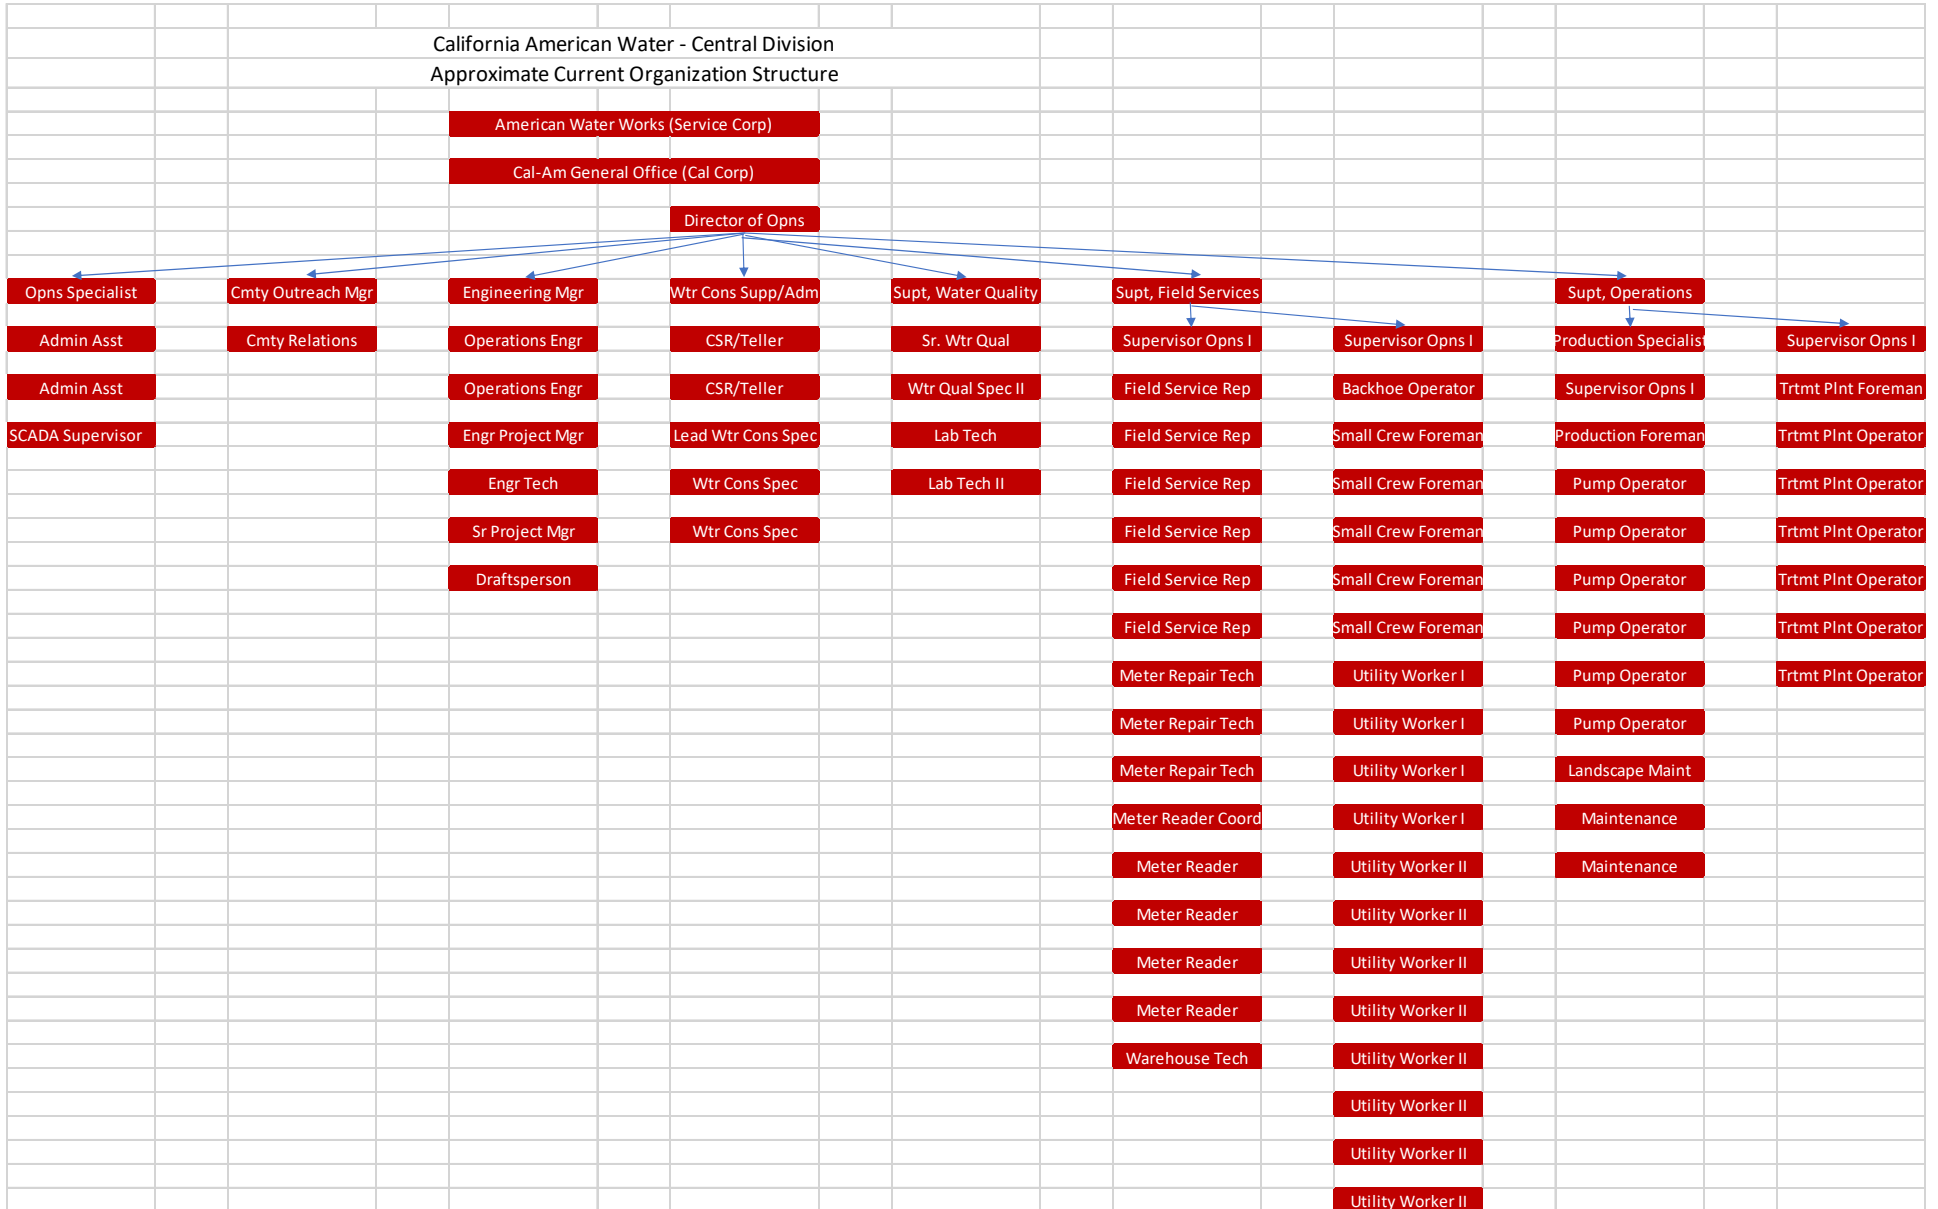 California American Water - Central Division
Approximate Current Organization Structure
American Water Works (Service Corp)
Cal-Am General Office (Cal Corp)
Director of Opns
Opns Specialist Cmty Outreach Mgr Engineering Mgr Wtr Cons Supp/Adm Supt, Water Quality Supt, Field Services Supt, Operations
Admin Asst Cmty Relations Operations Engr CSR/Teller Sr. Wtr Qual Supervisor Opns I Supervisor Opns I Production Specialist Supervisor Opns I
Admin Asst Operations Engr CSR/Teller Wtr Qual Spec II Field Service Rep Backhoe Operator Supervisor Opns I Trtmt Plnt Foreman
SCADA Supervisor Engr Project Mgr Lead Wtr Cons Spec Lab Tech Field Service Rep Small Crew Foreman Production Foreman Trtmt Plnt Operator
Engr Tech Wtr Cons Spec Lab Tech II Field Service Rep Small Crew Foreman Pump Operator Trtmt Plnt Operator
Sr Project Mgr Wtr Cons Spec Field Service Rep Small Crew Foreman Pump Operator Trtmt Plnt Operator
Draftsperson Field Service Rep Small Crew Foreman Pump Operator Trtmt Plnt Operator
Field Service Rep Small Crew Foreman Pump Operator Trtmt Plnt Operator
Meter Repair Tech Utility Worker I Pump Operator Trtmt Plnt Operator
Meter Repair Tech Utility Worker I Pump Operator
Meter Repair Tech Utility Worker I Landscape Maint
Meter Reader Coord Utility Worker I Maintenance
Meter Reader Utility Worker II Maintenance
Meter Reader Utility Worker II
Meter Reader Utility Worker II
Meter Reader Utility Worker II
Warehouse Tech Utility Worker II
Utility Worker II
Utility Worker II
Utility Worker II